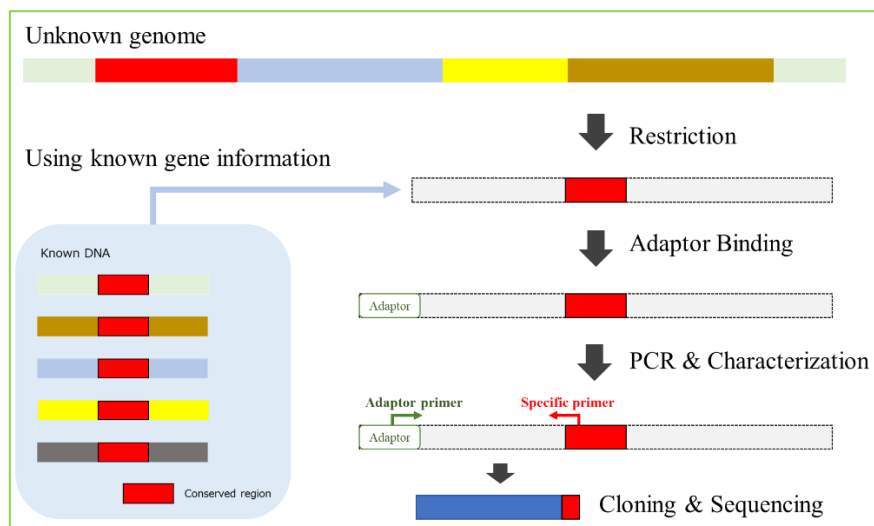 Unknown genome
Restriction
Using known gene information
Known DNA
Conserved region
Adaptor Binding
Adaptor
PCR & Characterization
Adaptor primer
Specific primer
Adaptor
Cloning & Sequencing